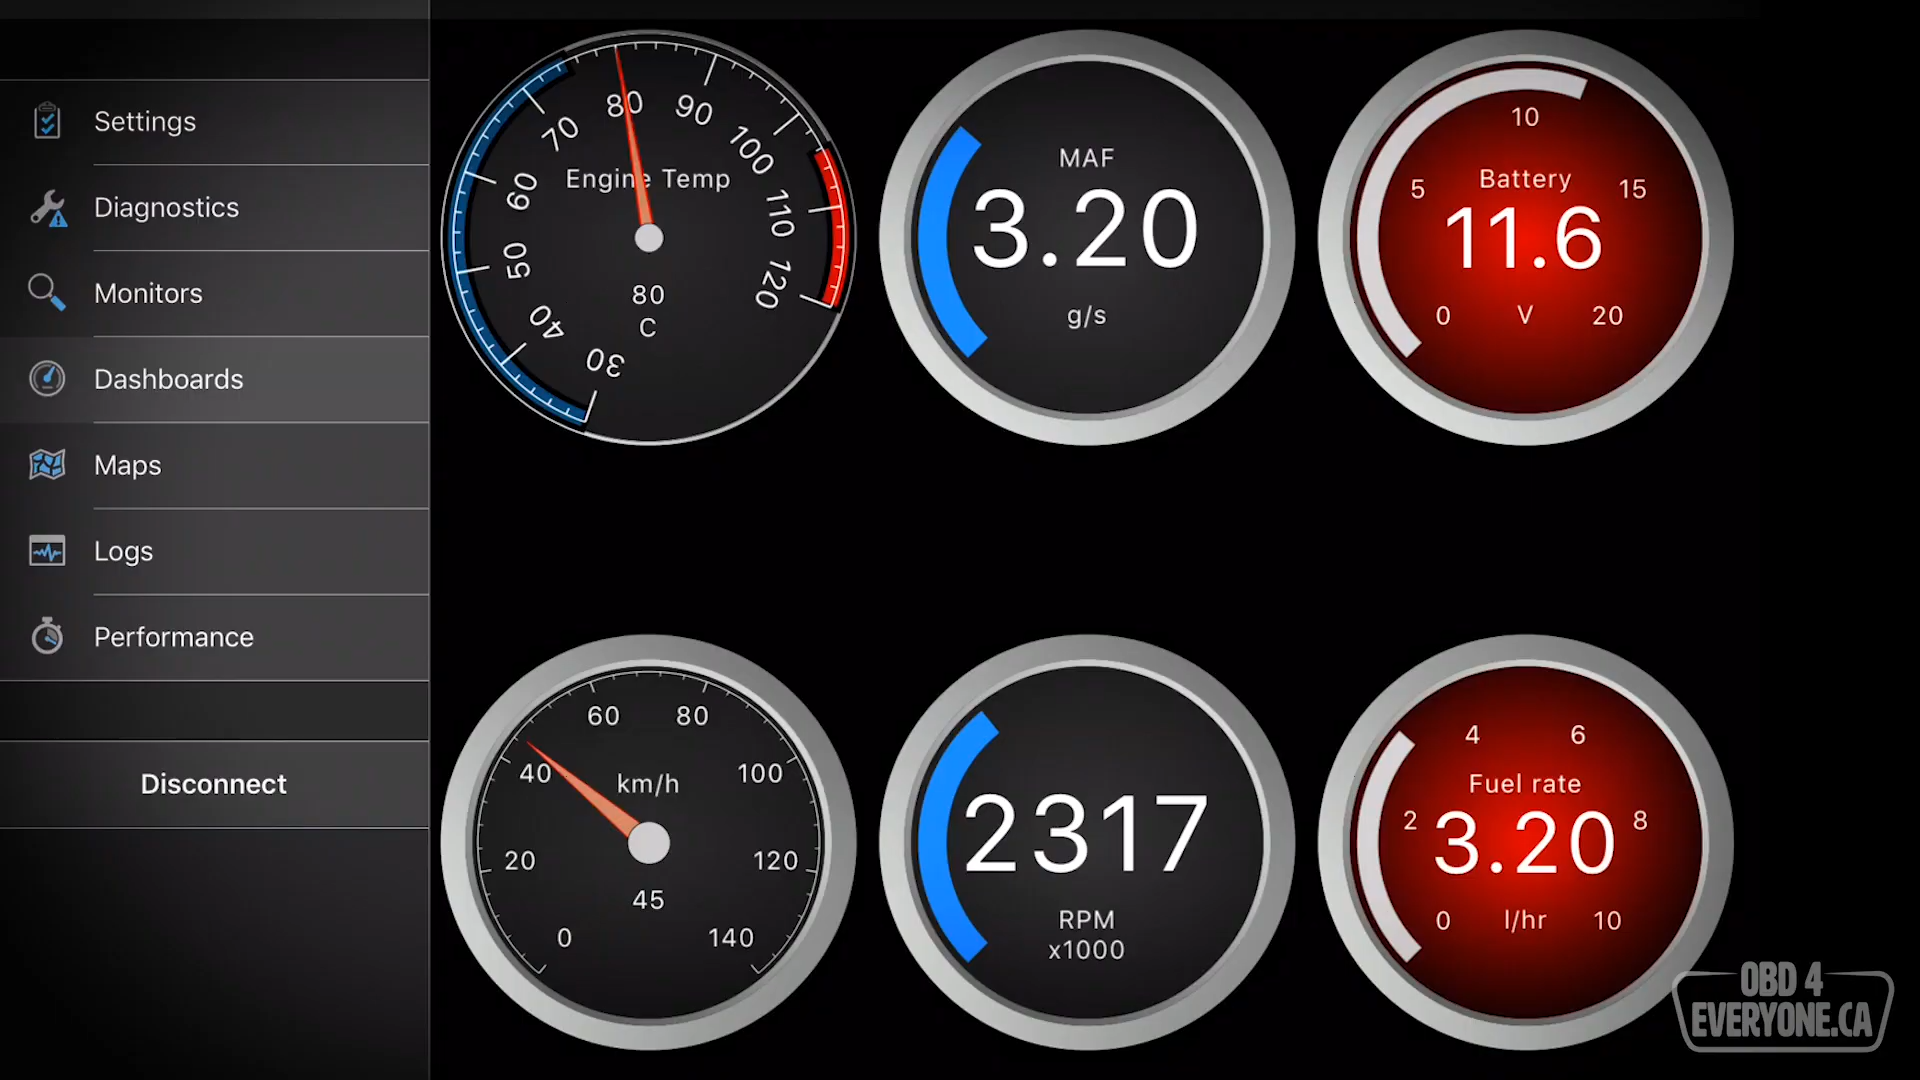 Settings
Diagnostics
Monitors
Dashboards
Maps
Logs
Performance
Disconnect
30
40
50
60
70
80
90
100
110
120
Engine Temp
80
C
MAF
3.20
g/s
10
5
Battery
15
11.6
0
V
20
60
80
40
km/h
100
20
120
45
0
140
2317
RPM
x1000
4
6
Fuel rate
2
3.20
8
0
l/hr
10
OBD 4
EVERYONE.CA